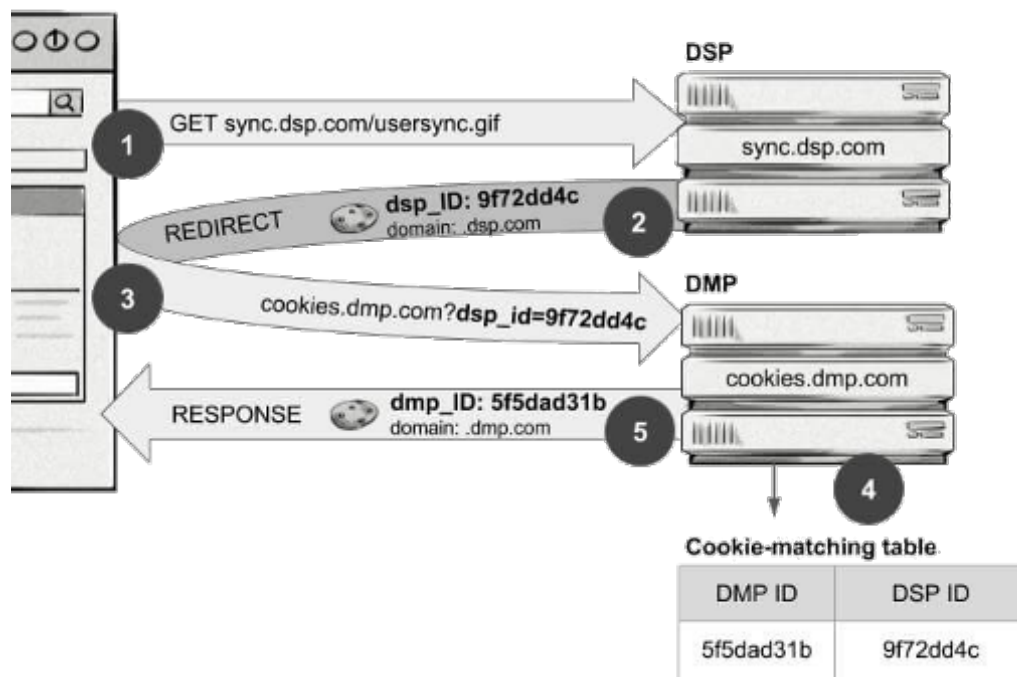 DSP
1
GET sync.dsp.com/usersync.gif
sync.dsp.com
REDIRECT
dsp_ID: 9f72dd4c
domain: .dsp.com
2
DMP
3
cookies.dmp.com?dsp_id=9f72dd4c
cookies.dmp.com
RESPONSE
dmp_ID: 5f5dad31b
domain: .dmp.com
5
4
Cookie-matching table
DMP ID DSP ID
5f5dad31b 9f72dd4c